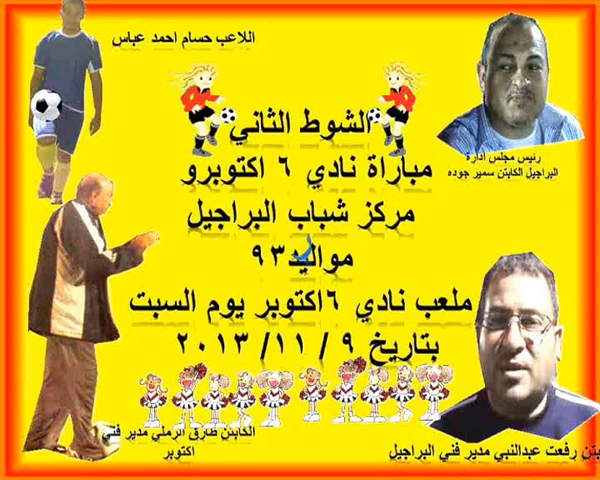 اللاعب حسام احمد عباس
الشوط الثاني
مباراة نادي ٦ اكتوبرو
مركز شباب البراجيل
مواليد٩٣
ملعب نادي ٦اكتوبر يوم السبت
بتاريخ ٩ / ١١/ ٢٠١٣
رئيس مجلس اداره
البراجيل الكابتن سمير جوده
الكابتن طارق الرملي مدير فني
اكتوبر
بتن رفعت عبدالنبي مدير فني البراجيل